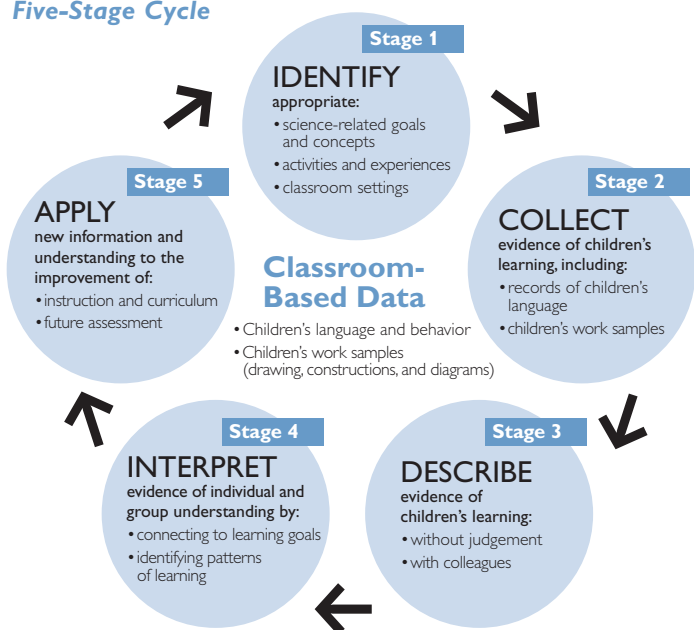 Five-Stage Cycle
Stage 1
IDENTIFY
appropriate:
• science-related goals
and concepts
• activities and experiences
• classroom settings
Stage 2
COLLECT
evidence of children's
learning, including:
• records of children's
language
• children's work samples
Stage 3
DESCRIBE
evidence of
children's learning:
• without judgement
• with colleagues
Stage 4
INTERPRET
evidence of individual and
group understanding by:
• connecting to learning goals
• identifying patterns
of learning
Stage 5
APPLY
new information and
understanding to the
improvement of:
• instruction and curriculum
• future assessment
Classroom-
Based Data
• Children's language and behavior
• Children's work samples
(drawing, constructions, and diagrams)